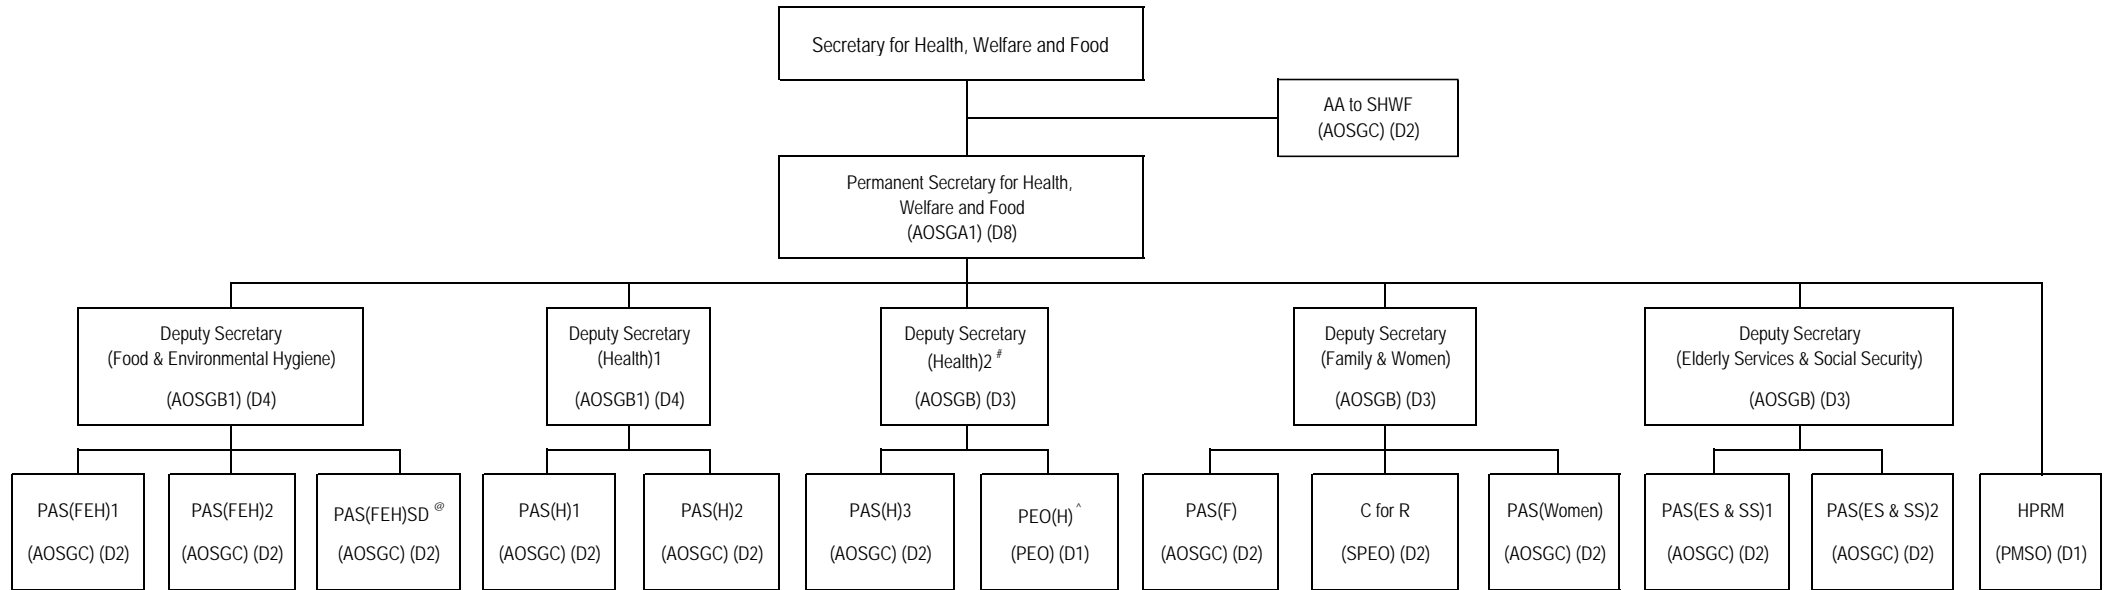 Secretary for Health, Welfare and Food
AA to SHWF
(AOSGC) (D2)
Permanent Secretary for Health,
Welfare and Food
(AOSGA1) (D8)
Deputy Secretary
(Food & Environmental Hygiene)
(AOSGB1) (D4)
Deputy Secretary
(Health)1
(AOSGB1) (D4)
Deputy Secretary
(Health)2 #
(AOSGB) (D3)
Deputy Secretary
(Family & Women)
(AOSGB) (D3)
Deputy Secretary
(Elderly Services & Social Security)
(AOSGB) (D3)
PAS(FEH)1
(AOSGC) (D2)
PAS(FEH)2
(AOSGC) (D2)
PAS(FEH)SD @
(AOSGC) (D2)
PAS(H)1
(AOSGC) (D2)
PAS(H)2
(AOSGC) (D2)
PAS(H)3
(AOSGC) (D2)
PEO(H) ^
(PEO) (D1)
PAS(F)
(AOSGC) (D2)
C for R
(SPEO) (D2)
PAS(Women)
(AOSGC) (D2)
PAS(ES & SS)1
(AOSGC) (D2)
PAS(ES & SS)2
(AOSGC) (D2)
HPRM
(PMSO) (D1)